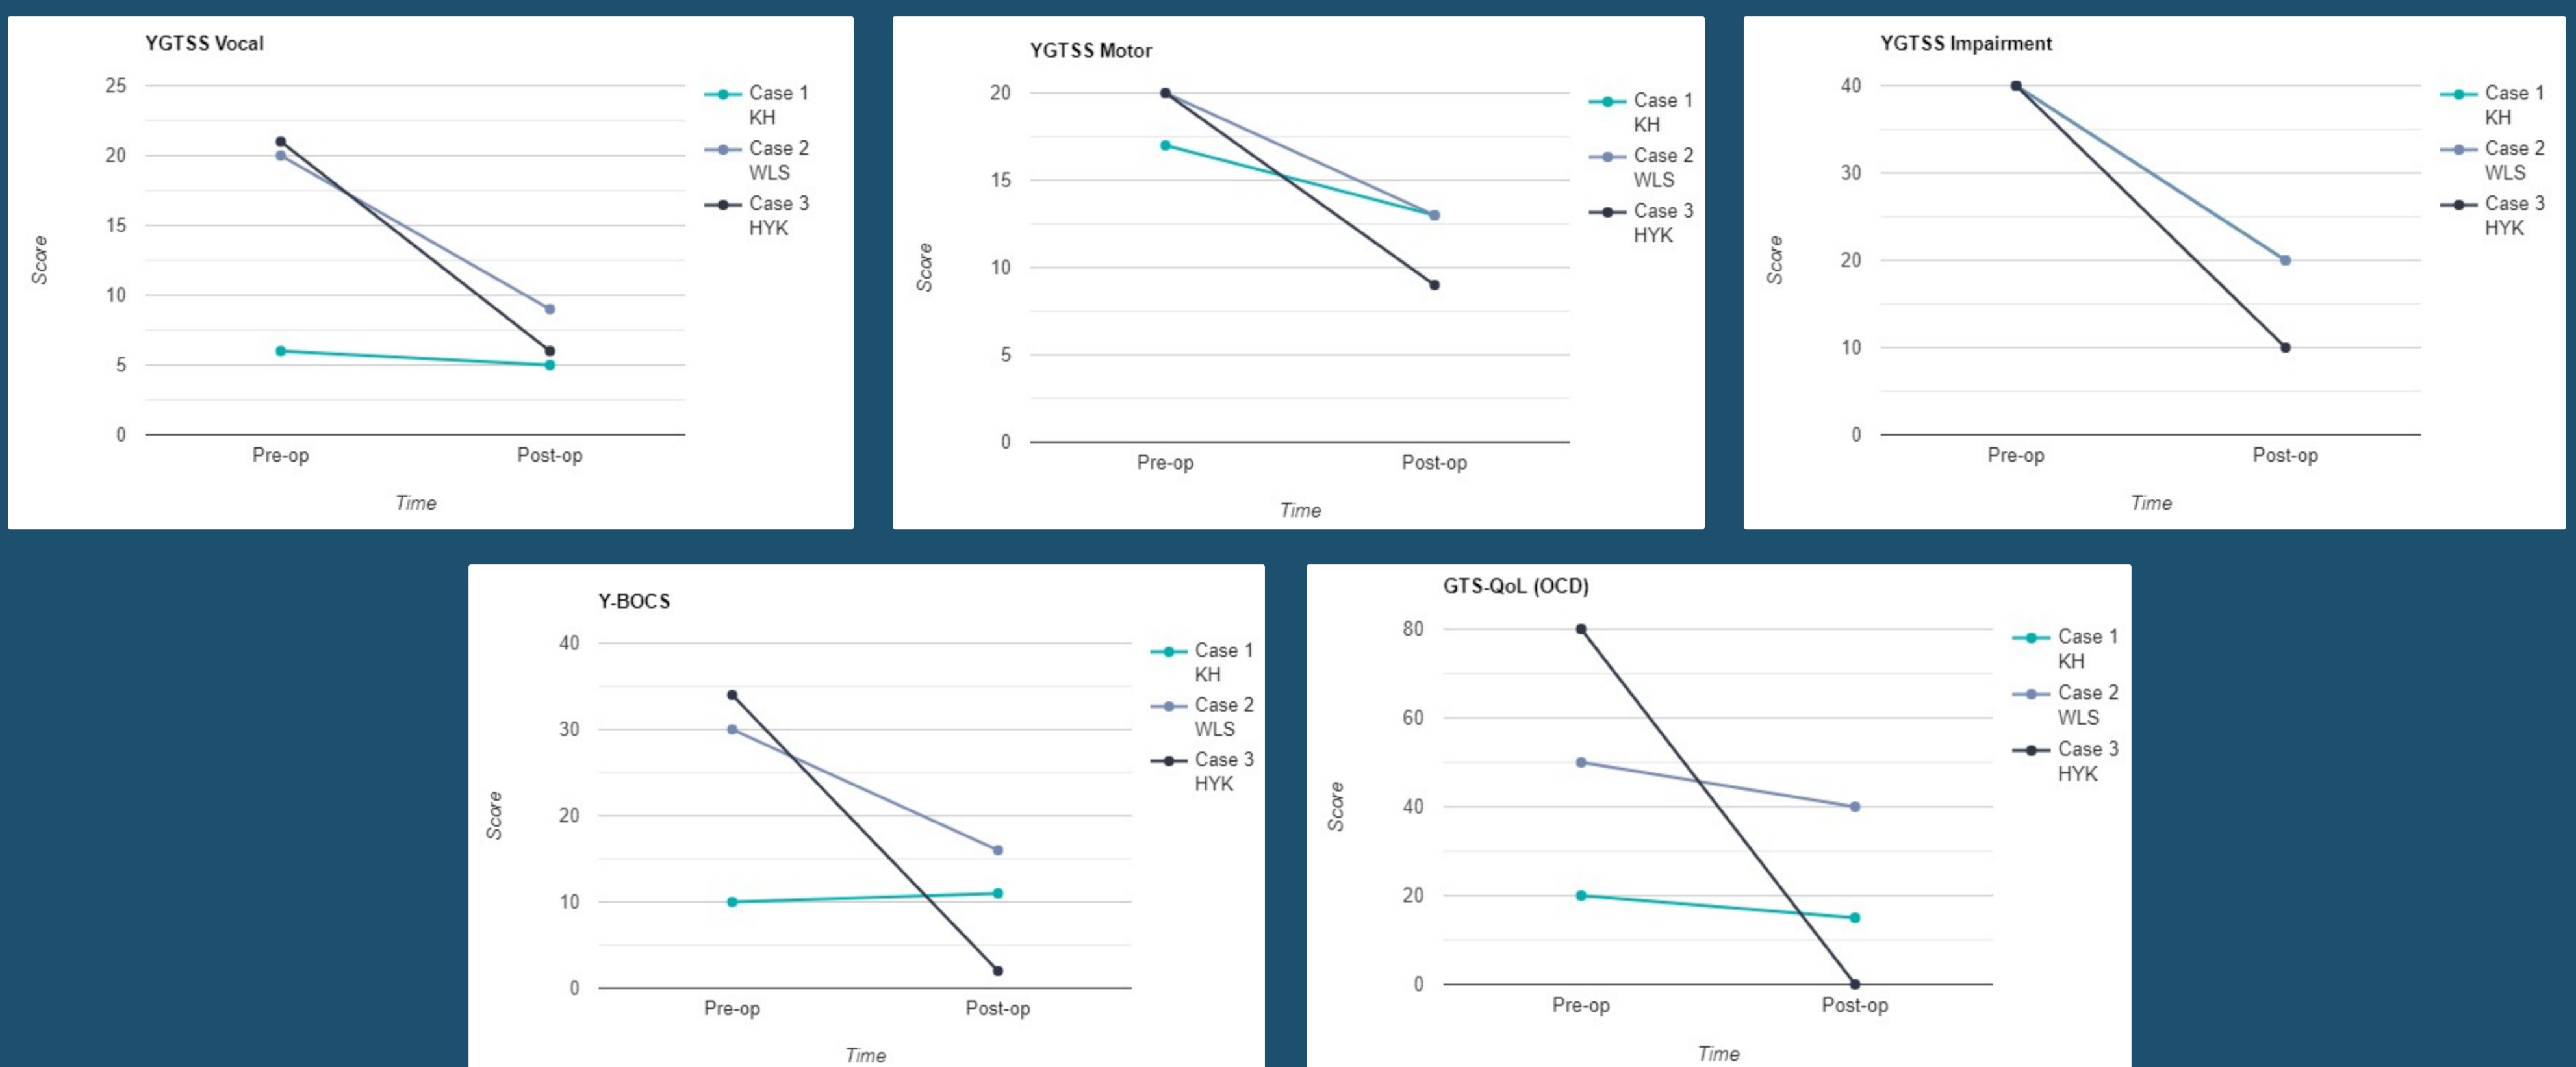 YGTSS Vocal
25
20
15
10
5
0
Score
Pre-op
Post-op
Time
Case 1
KH
Case 2
WLS
Case 3
HYK
YGTSS Motor
20
15
10
5
0
Score
Pre-op
Post-op
Time
Case 1
KH
Case 2
WLS
Case 3
HYK
YGTSS Impairment
40
30
20
10
0
Score
Pre-op
Post-op
Time
Case 1
KH
Case 2
WLS
Case 3
HYK
Y-BOCS
40
30
20
10
0
Score
Pre-op
Post-op
Time
Case 1
KH
Case 2
WLS
Case 3
HYK
GTS-QoL (OCD)
80
60
40
20
0
Score
Pre-op
Post-op
Time
Case 1
KH
Case 2
WLS
Case 3
HYK